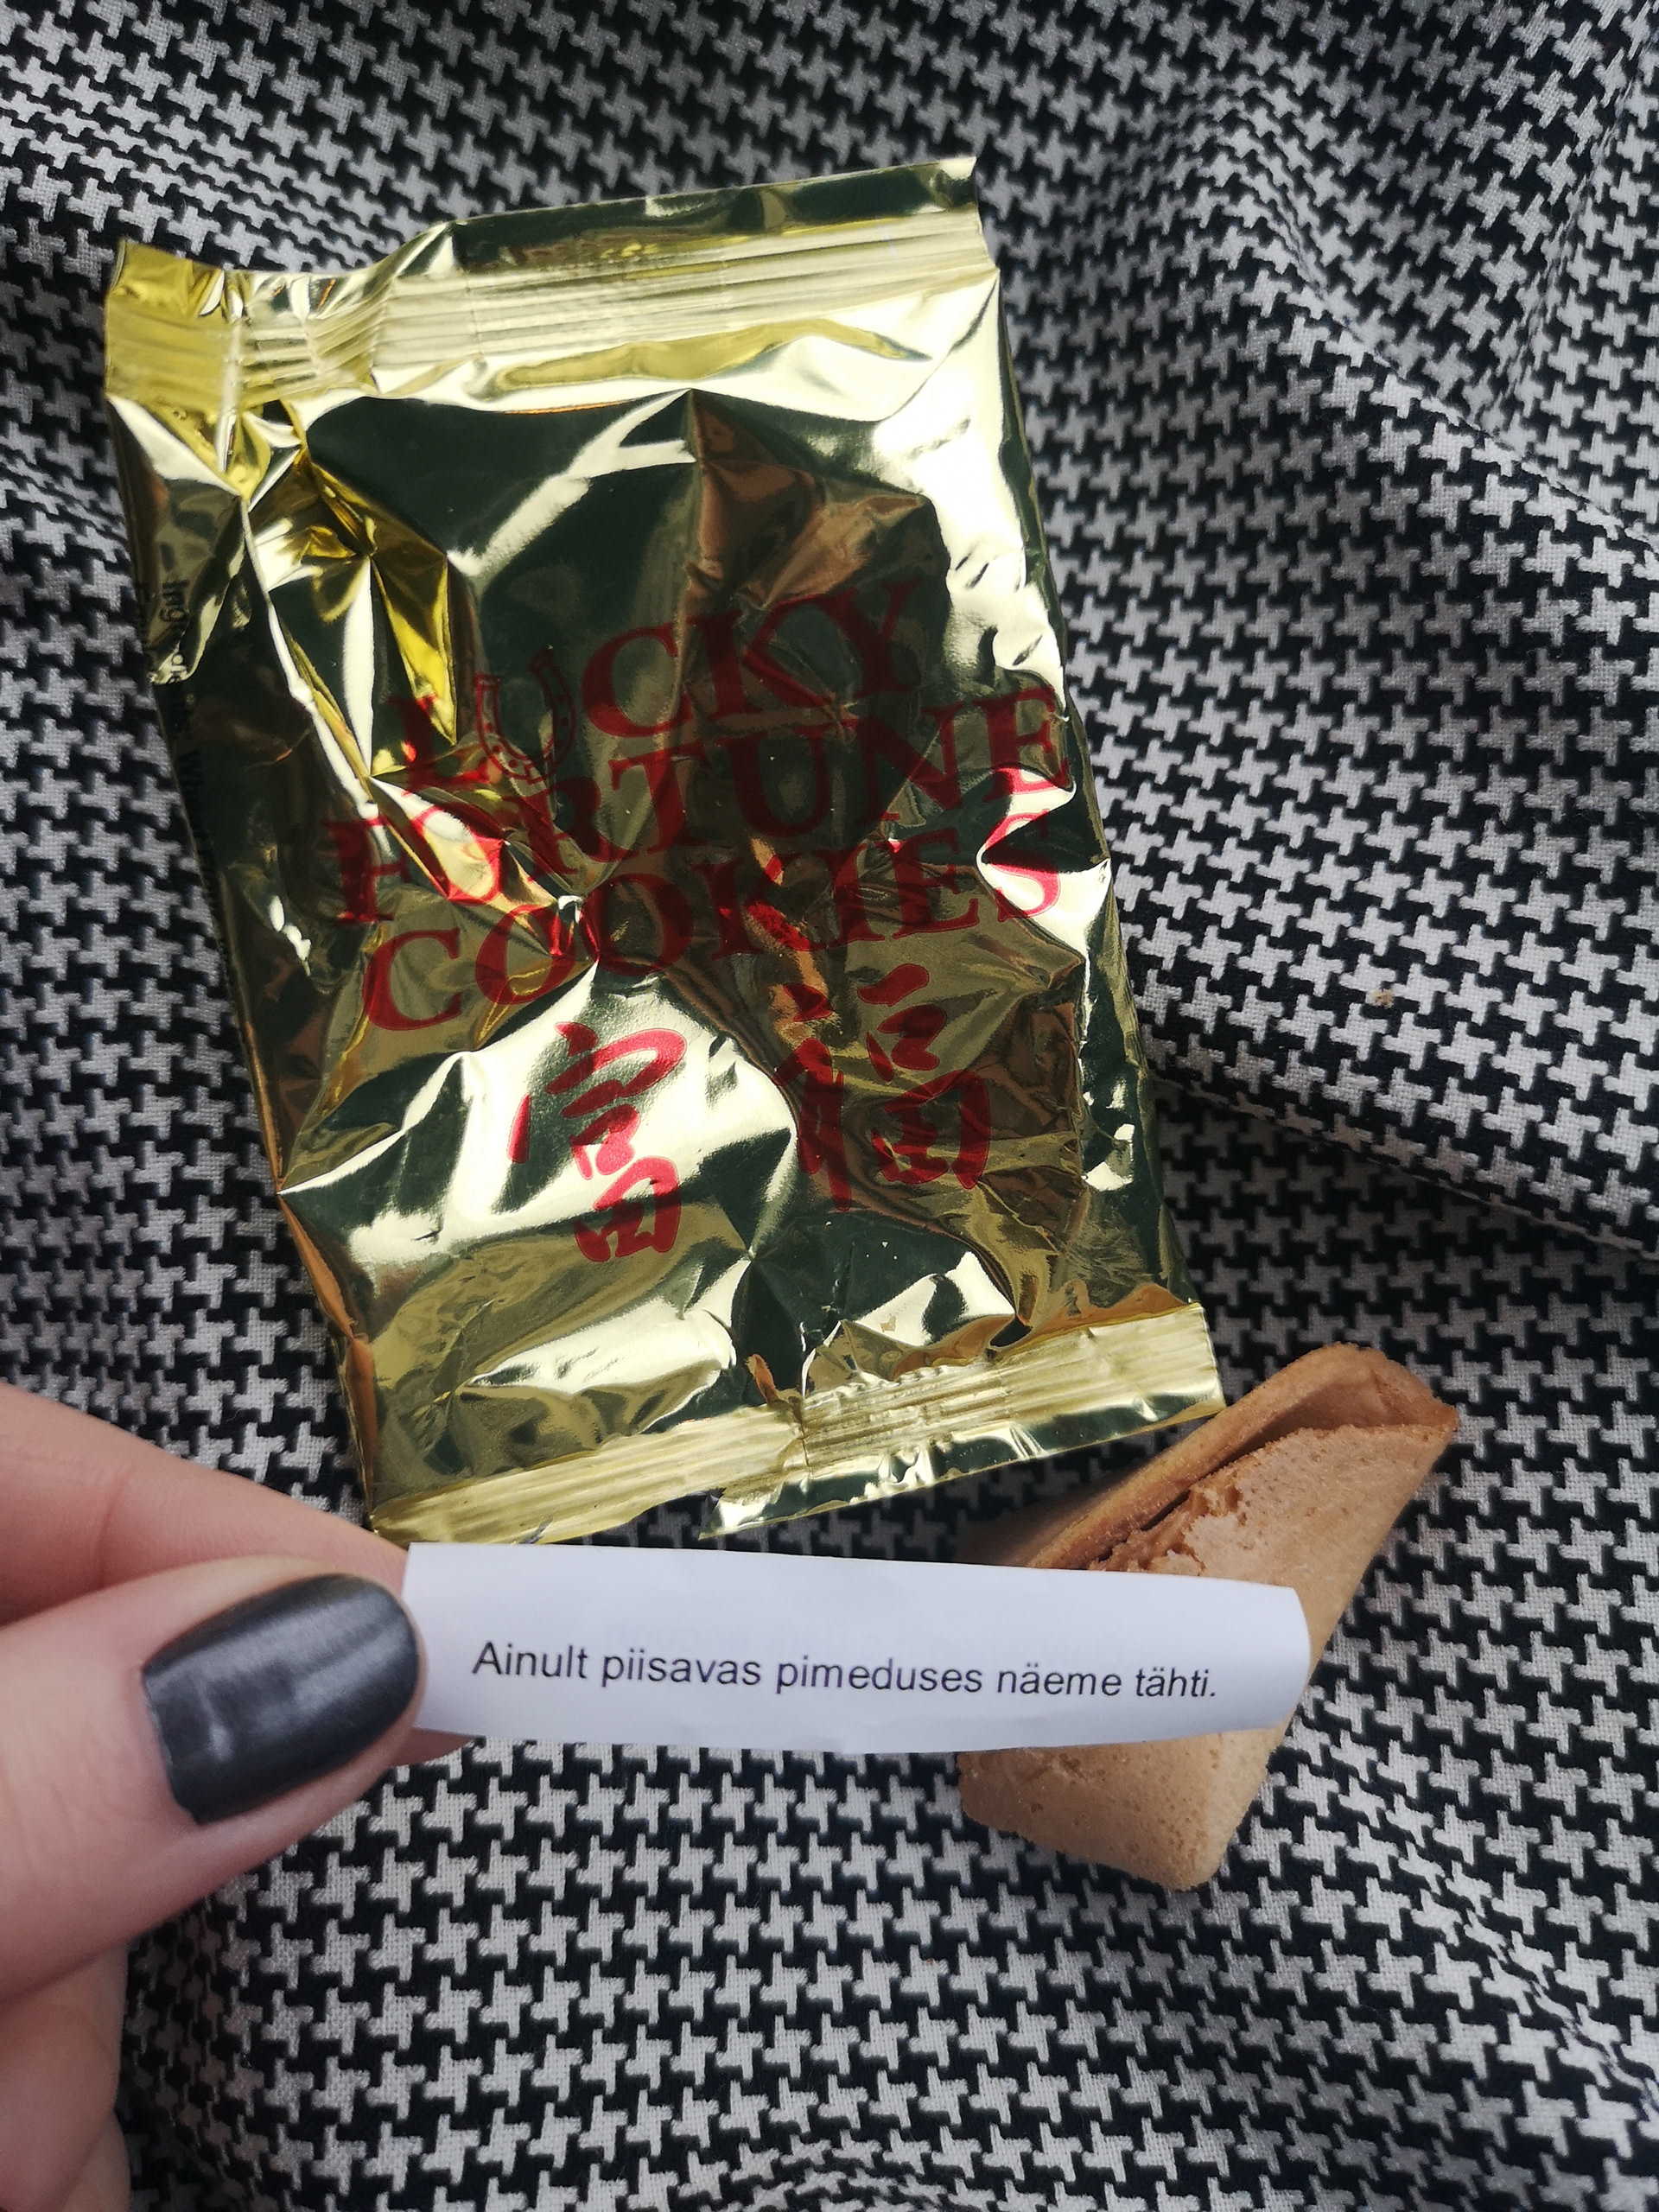 LUCKY
FORTUNE
COOKIES
富 福
Ainult piisavas pimeduses näeme tähti.